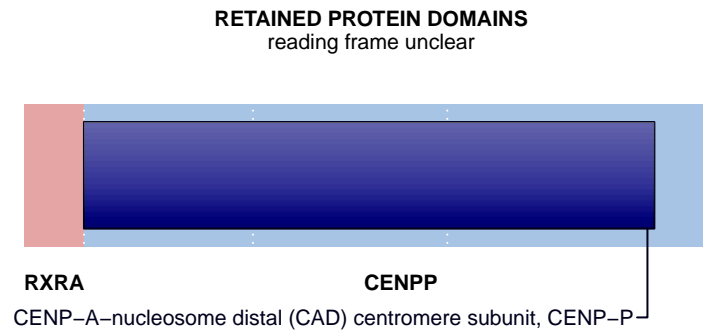 RETAINED PROTEIN DOMAINS
reading frame unclear
RXRA CENPP
CENP−A−nucleosome distal (CAD) centromere subunit, CENP−P